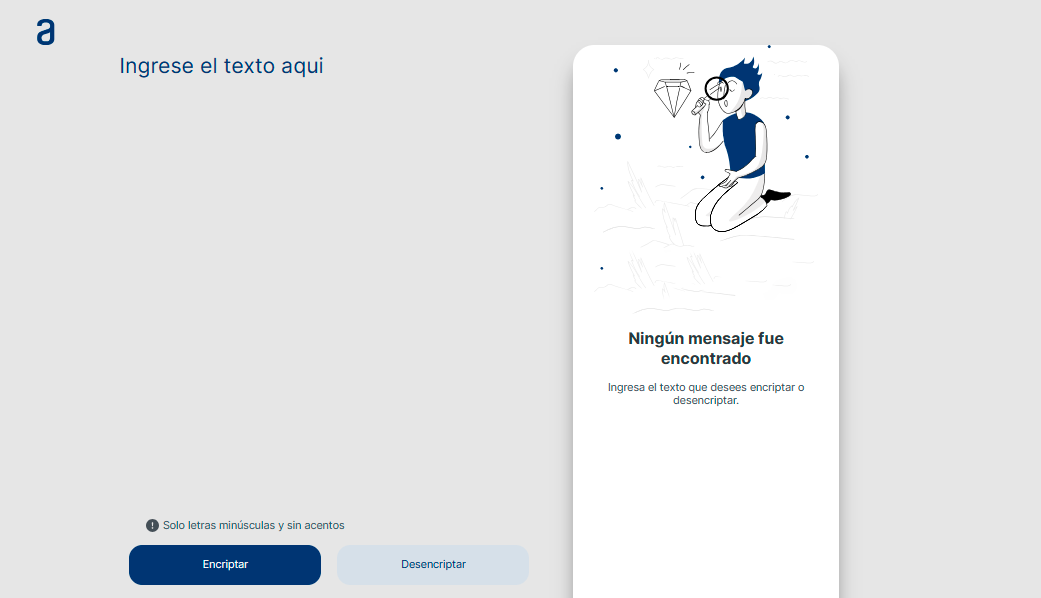 a
Ingrese el texto aqui
Ningún mensaje fue
encontrado
Ingresa el texto que desees encriptar o
desencriptar.
Solo letras minúsculas y sin acentos
Encriptar
Desencriptar